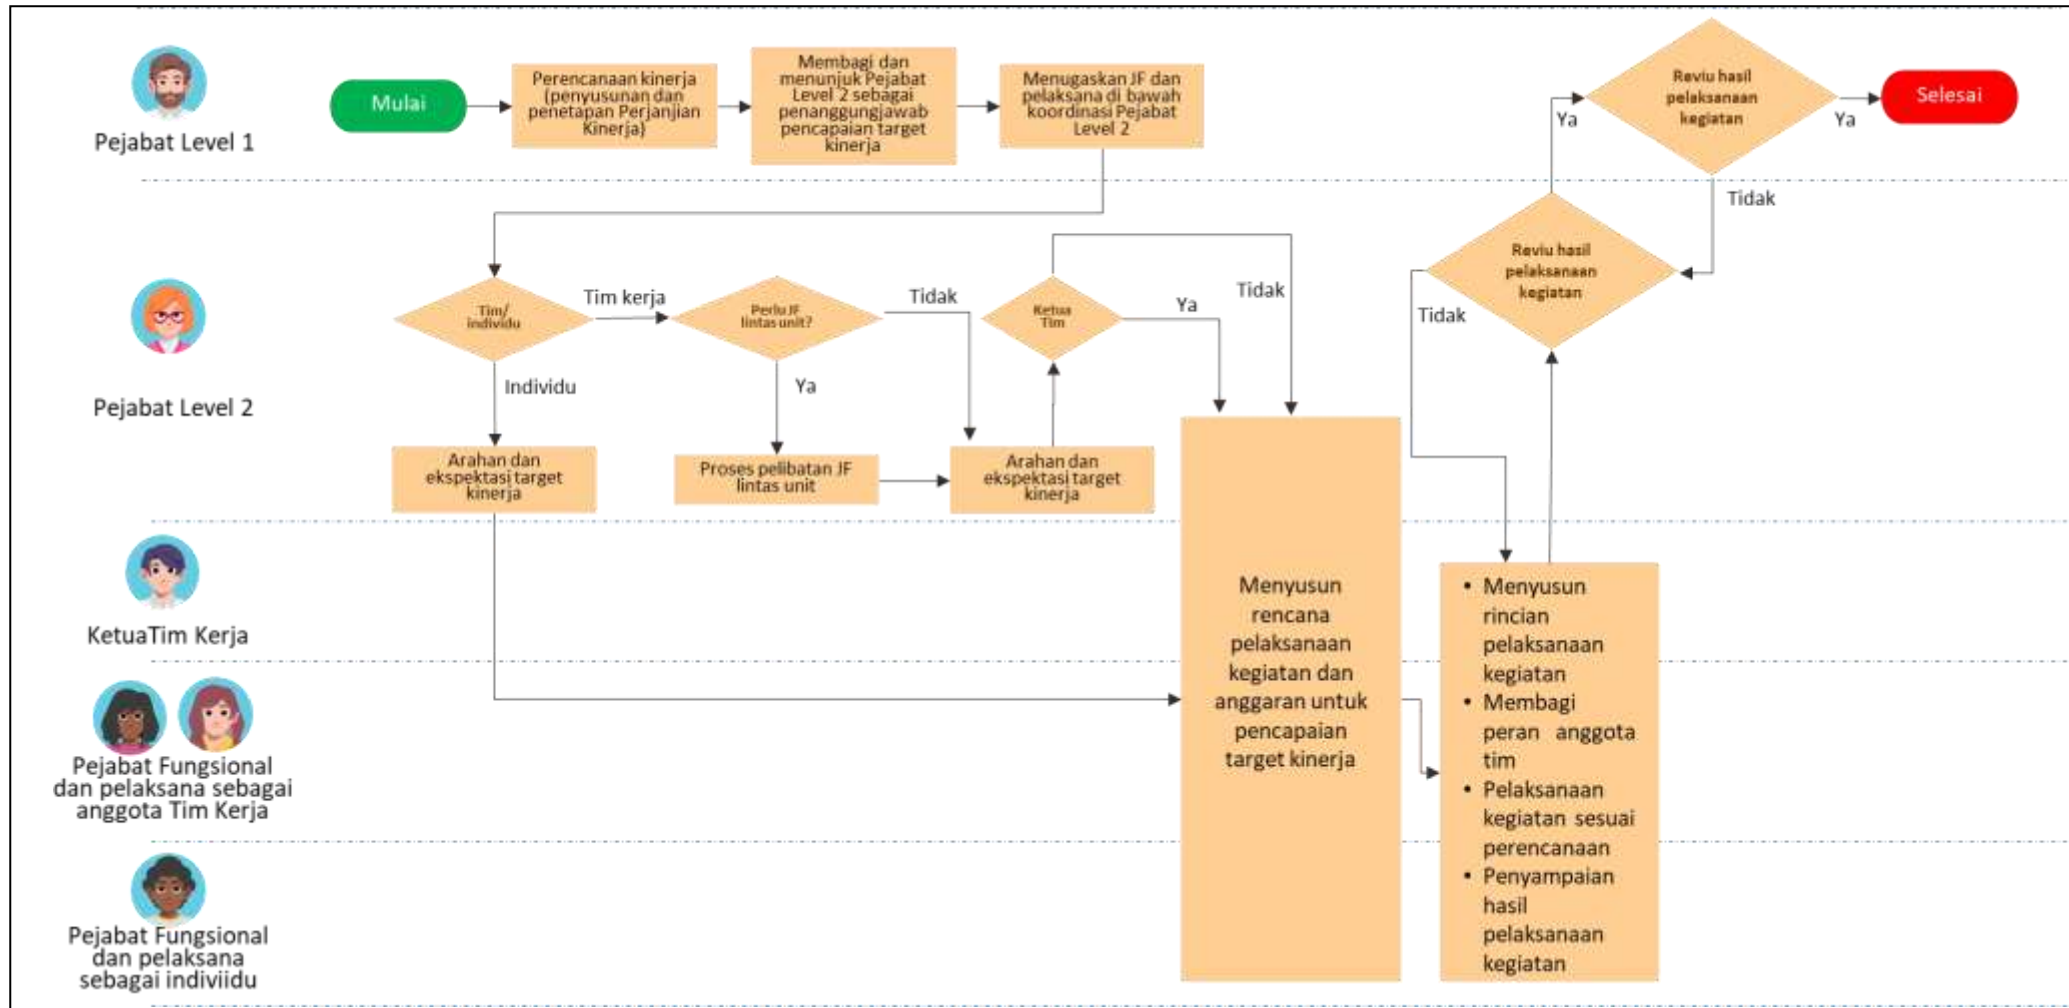 Pejabat Level 1
Mulai
Perencanaan kinerja
(penyusunan dan
penetapan Perjanjian
Kinerja)
Membagi dan
menunjuk Pejabat
Level 2 sebagai
penanggungjawab
pencapaian target
kinerja
Menugaskan JF dan
pelaksana di bawah
koordinasi Pejabat
Level 2
Reviu hasil
pelaksanaan
kegiatan
Ya
Ya
Selesai
Tidak
Pejabat Level 2
Tim/
individu
Tim kerja
Individu
Perlu JF
lintas unit?
Tidak
Ya
Ketua
Tim
Ya
Tidak
Reviu hasil
pelaksanaan
kegiatan
Tidak
Arahan dan
ekspektasi target
kinerja
Proses pelibatan JF
lintas unit
Arahan dan
ekspektasi target
kinerja
KetuaTim Kerja
Pejabat Fungsional
dan pelaksana sebagai
anggota Tim Kerja
Pejabat Fungsional
dan pelaksana
sebagai indiviidu
Menyusun
rencana
pelaksanaan
kegiatan dan
anggaran untuk
pencapaian
target kinerja
• Menyusun
rincian
pelaksanaan
kegiatan
• Membagi
peran anggota
tim
• Pelaksanaan
kegiatan sesuai
perencanaan
• Penyampaian
hasil
pelaksanaan
kegiatan